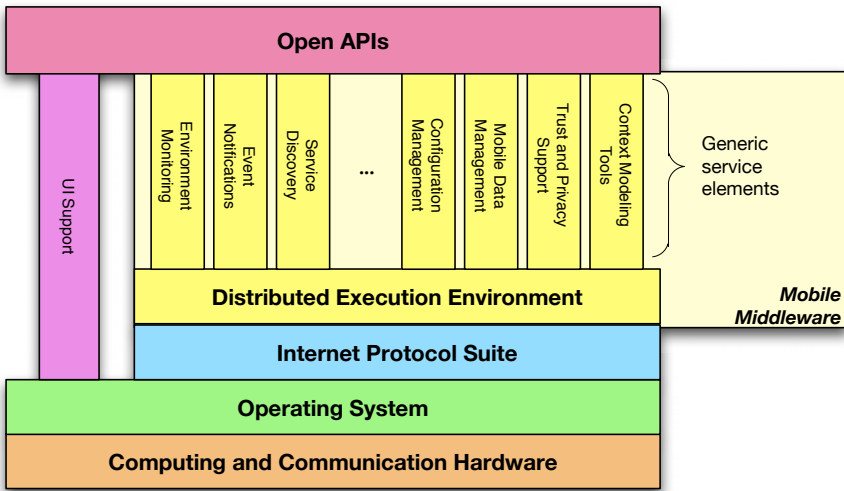 Open APIs
UI Support
Environment
Monitoring
Event
Notifications
Service
Discovery
...
Configuration
Management
Mobile Data
Management
Trust and Privacy
Support
Context Modeling
Tools
Generic
service
elements
Distributed Execution Environment
Mobile
Middleware
Internet Protocol Suite
Operating System
Computing and Communication Hardware